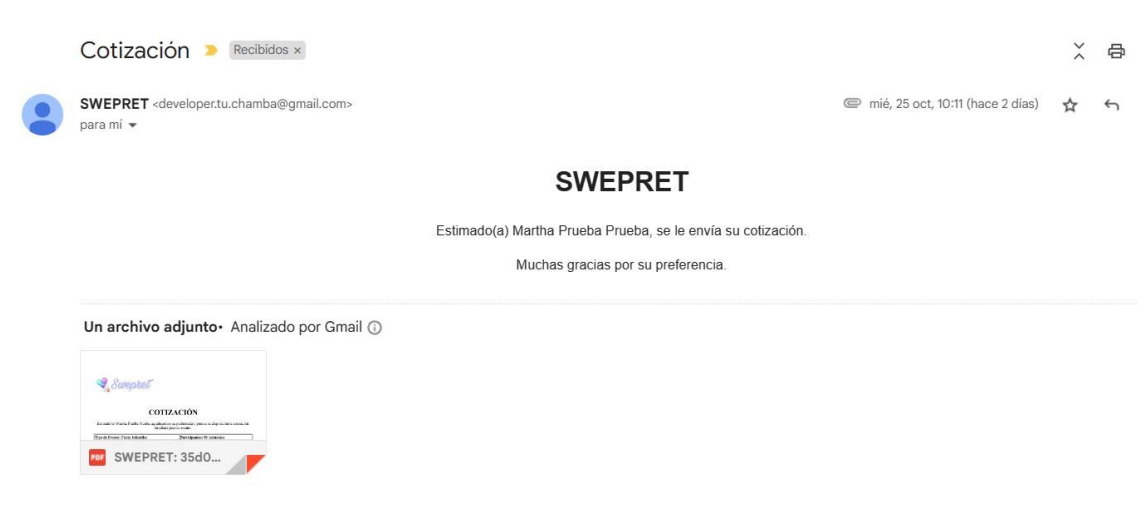 Cotización Recibidos ×
SWEPRET <developer.tu.chamba@gmail.com> mié, 25 oct, 10:11 (hace 2 días)
para mí
SWEPRET
Estimado(a) Martha Prueba Prueba, se le envía su cotización.
Muchas gracias por su preferencia.
Un archivo adjunto • Analizado por Gmail
Swepret
COTIZACIÓN
PDF SWEPRET: 35d0...